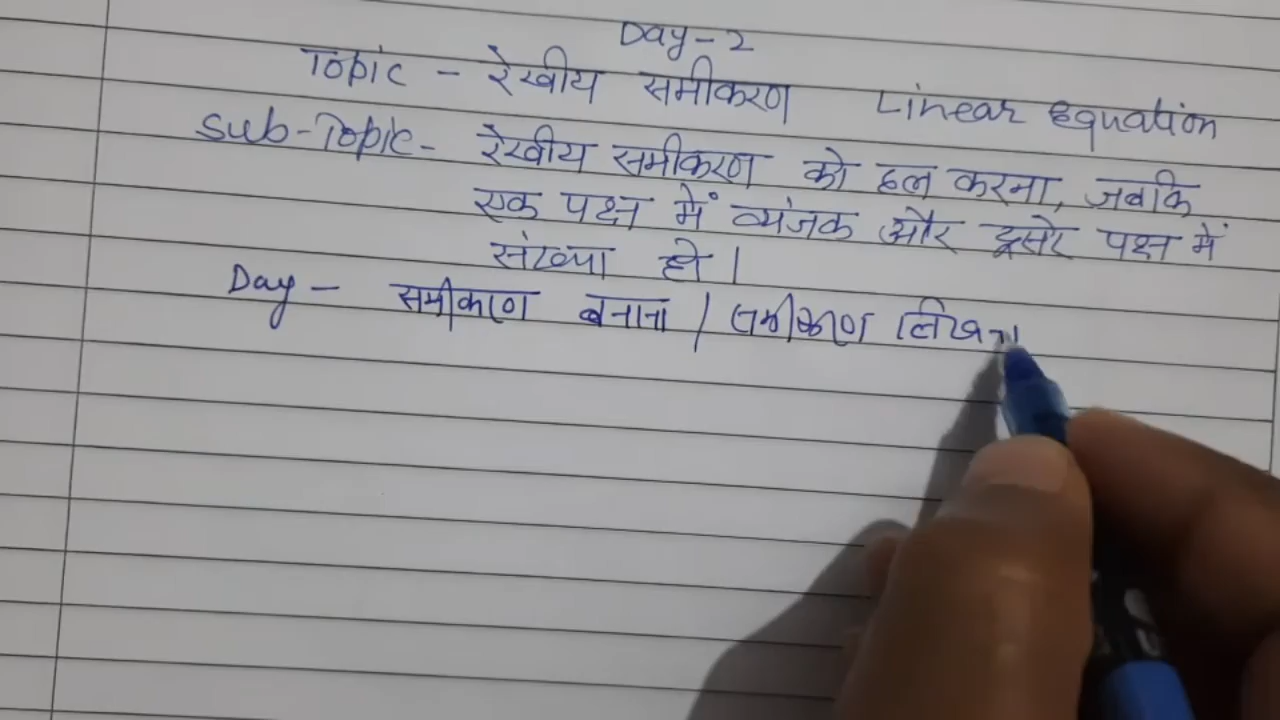 Day-2
Topic - रेखीय समीकरण Linear Equation
Sub-Topic- रेखीय समीकरण को हल करना, जबकि
एक पक्ष में व्यंजक और दूसरे पक्ष में
संख्या हो।
Day - समीकरण बनाना / समीकरण लिखना